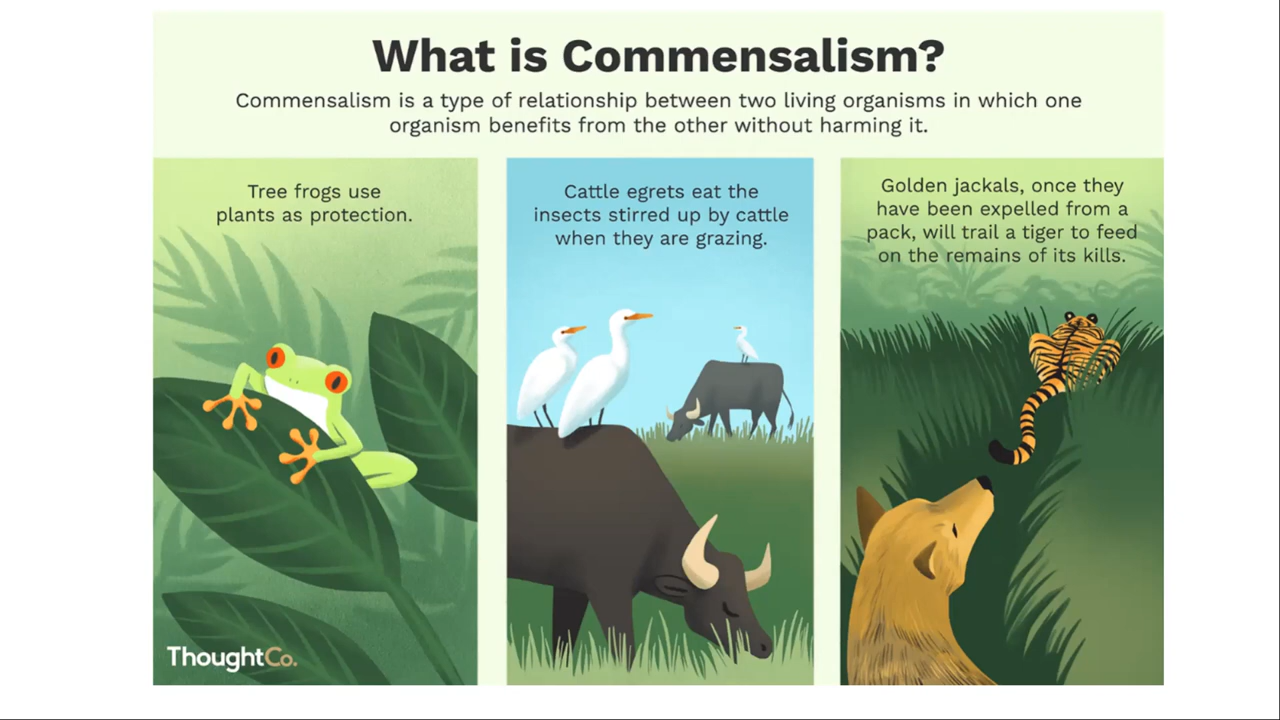 What is Commensalism?
Commensalism is a type of relationship between two living organisms in which one
organism benefits from the other without harming it.
Tree frogs use
plants as protection.
Cattle egrets eat the
insects stirred up by cattle
when they are grazing.
Golden jackals, once they
have been expelled from a
pack, will trail a tiger to feed
on the remains of its kills.
ThoughtCo.